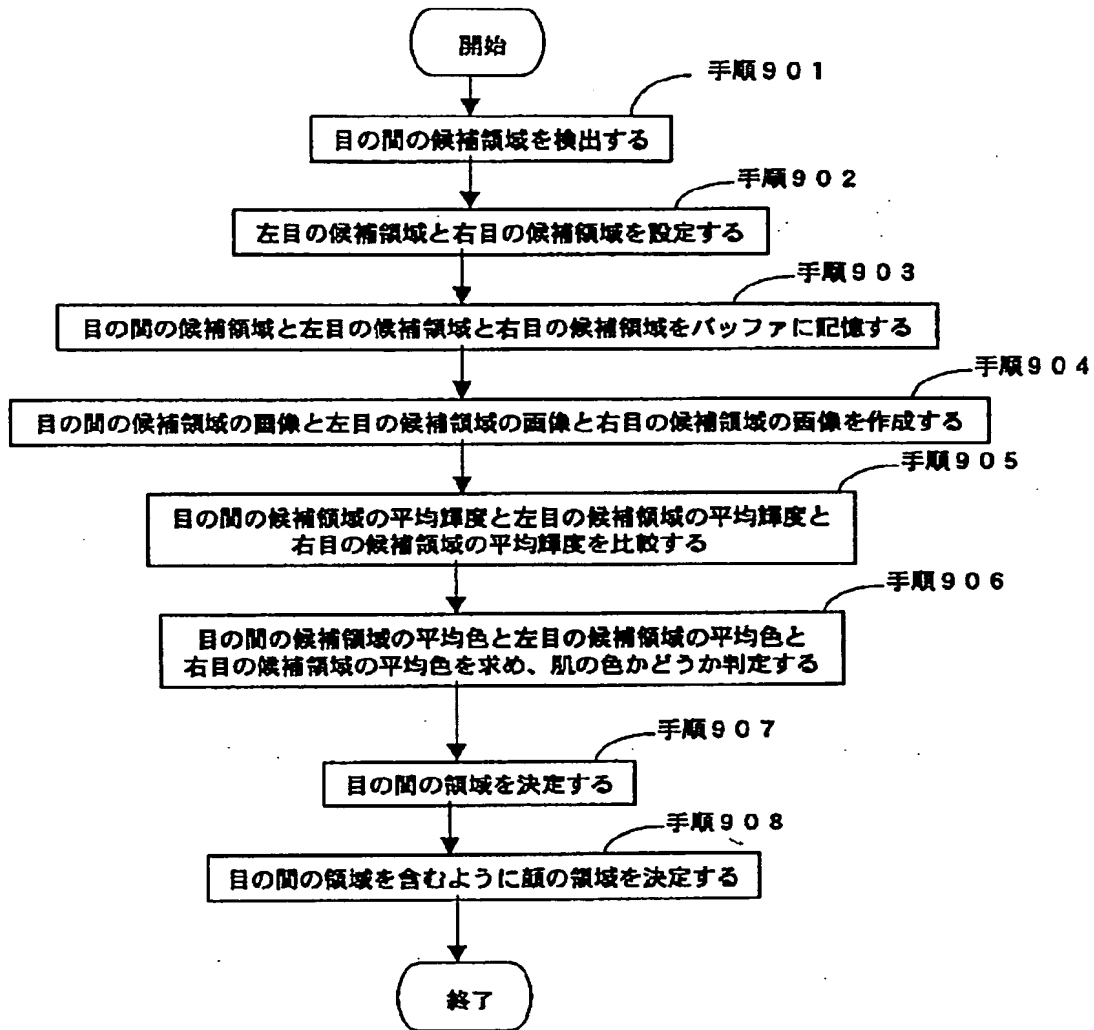 開始
手順901
目の間の候補領域を検出する
手順902
左目の候補領域と右目の候補領域を設定する
手順903
目の間の候補領域と左目の候補領域と右目の候補領域をバッファに記憶する
手順904
目の間の候補領域の画像と左目の候補領域の画像と右目の候補領域の画像を作成する
手順905
目の間の候補領域の平均輝度と左目の候補領域の平均輝度と
右目の候補領域の平均輝度を比較する
手順906
目の間の候補領域の平均色と左目の候補領域の平均色と
右目の候補領域の平均色を求め、肌の色かどうか判定する
手順907
目の間の領域を決定する
手順908
目の間の領域を含むように顔の領域を決定する
終了